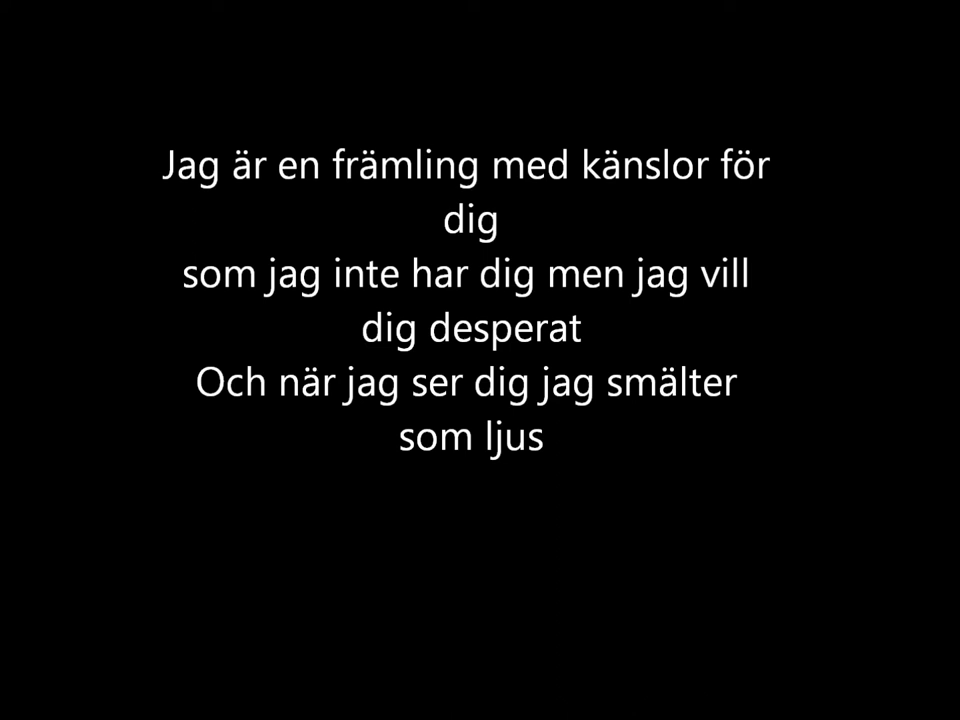 Jag är en främling med känslor för
dig
som jag inte har dig men jag vill
dig desperat
Och när jag ser dig jag smälter
som ljus